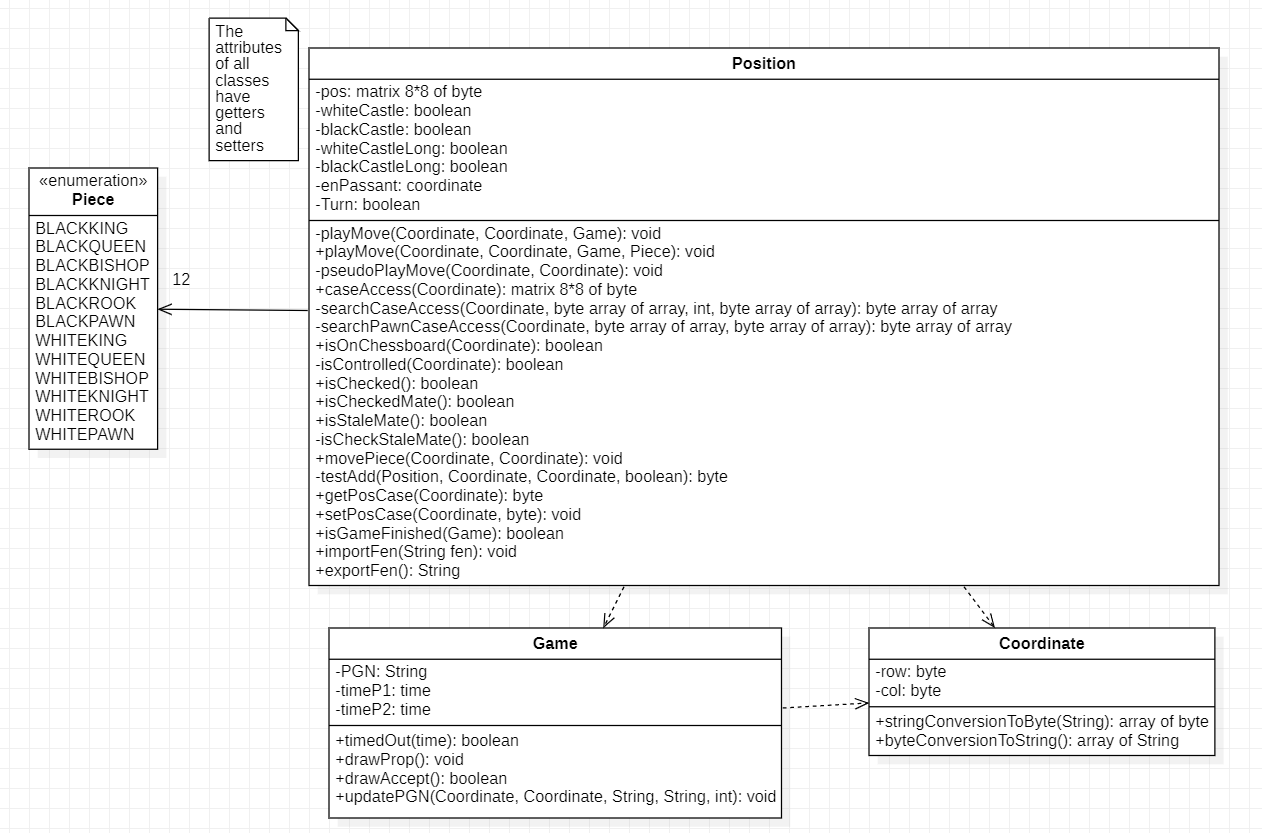 The
attributes
of all
classes
have
getters
and
setters
Position
-pos: matrix 8*8 of byte
-whiteCastle: boolean
-blackCastle: boolean
-whiteCastleLong: boolean
-blackCastleLong: boolean
-enPassant: coordinate
-Turn: boolean
-playMove(Coordinate, Coordinate, Game): void
+playMove(Coordinate, Coordinate, Game, Piece): void
-pseudoPlayMove(Coordinate, Coordinate): void
+caseAccess(Coordinate): matrix 8*8 of byte
-searchCaseAccess(Coordinate, byte array of array, int, byte array of array): byte array of array
-searchPawnCaseAccess(Coordinate, byte array of array, byte array of array): byte array of array
+isOnChessboard(Coordinate): boolean
-isControlled(Coordinate): boolean
+isChecked(): boolean
+isCheckedMate(): boolean
+isStaleMate(): boolean
-isCheckStaleMate(): boolean
+movePiece(Coordinate, Coordinate): void
-testAdd(Position, Coordinate, Coordinate, boolean): byte
+getPosCase(Coordinate): byte
+setPosCase(Coordinate, byte): void
+isGameFinished(Game): boolean
+importFen(String fen): void
+exportFen(): String
«enumeration»
Piece
BLACKKING
BLACKQUEEN
BLACKBISHOP
BLACKKNIGHT
BLACKROOK
BLACKPAWN
WHITEKING
WHITEQUEEN
WHITEBISHOP
WHITEKNIGHT
WHITEROOK
WHITEPAWN
12
Game
-PGN: String
-timeP1: time
-timeP2: time
+timedOut(time): boolean
+drawProp(): void
+drawAccept(): boolean
+updatePGN(Coordinate, Coordinate, String, String, int): void
Coordinate
-row: byte
-col: byte
+stringConversionToByte(String): array of byte
+byteConversionToString(): array of String